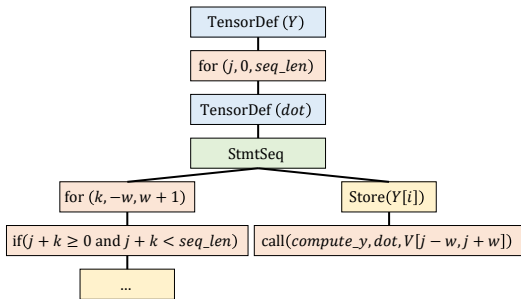 TensorDef (Y)
for (j, 0, seq_len)
TensorDef (dot)
StmtSeq
for (k, −w, w + 1)
Store(Y[i])
if(j + k ≥ 0 and j + k < seq_len)
call(compute_y, dot, V[j − w, j + w])
...